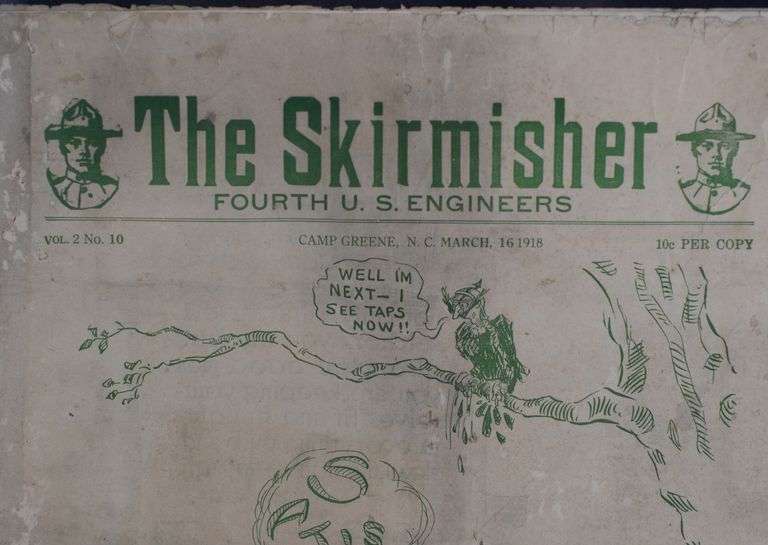 The Skirmisher
FOURTH U. S. ENGINEERS
VOL. 2 No. 10 CAMP GREENE, N. C. MARCH, 16 1918 10c PER COPY
WELL IM
NEXT- I
SEE TAPS
NOW!!